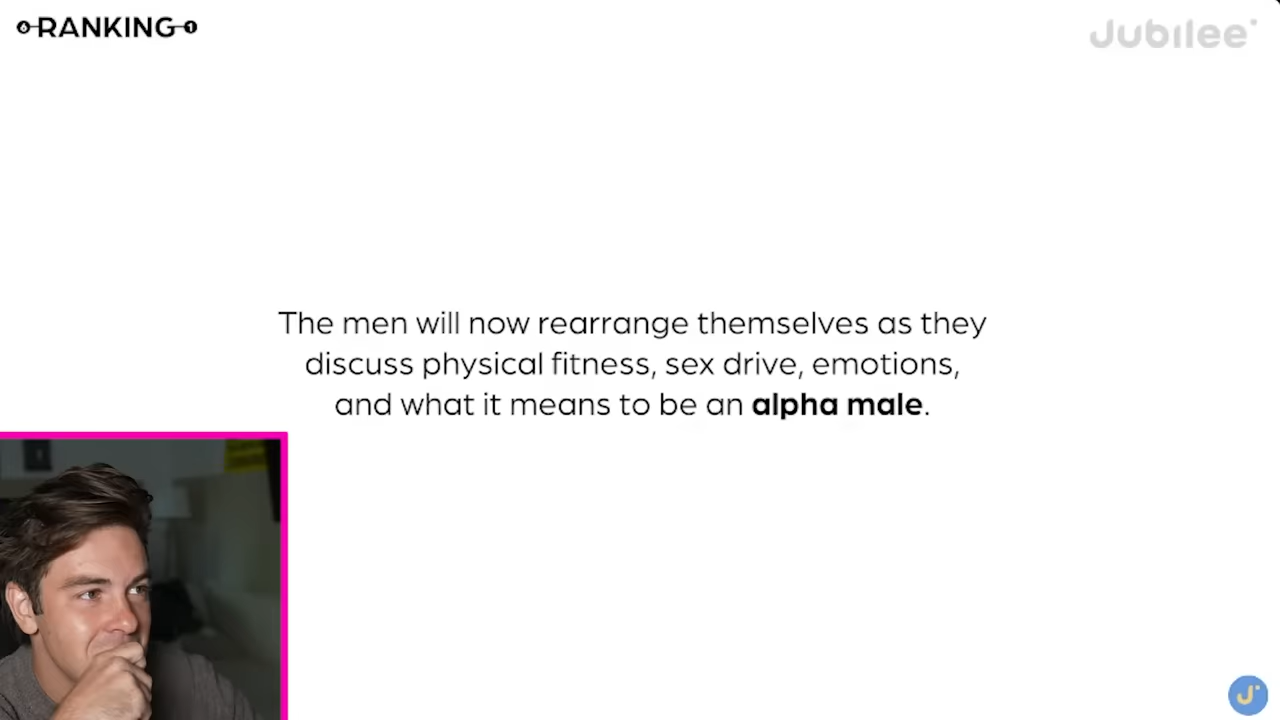 RANKING
Jubilee
The men will now rearrange themselves as they
discuss physical fitness, sex drive, emotions,
and what it means to be an alpha male.